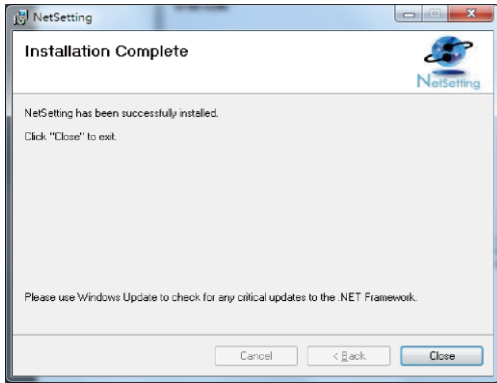 NetSetting
Installation Complete
NetSetting
NetSetting has been successfully installed.
Click "Close" to exit.
Please use Windows Update to check for any critical updates to the .NET Framework.
Cancel
< Back
Close